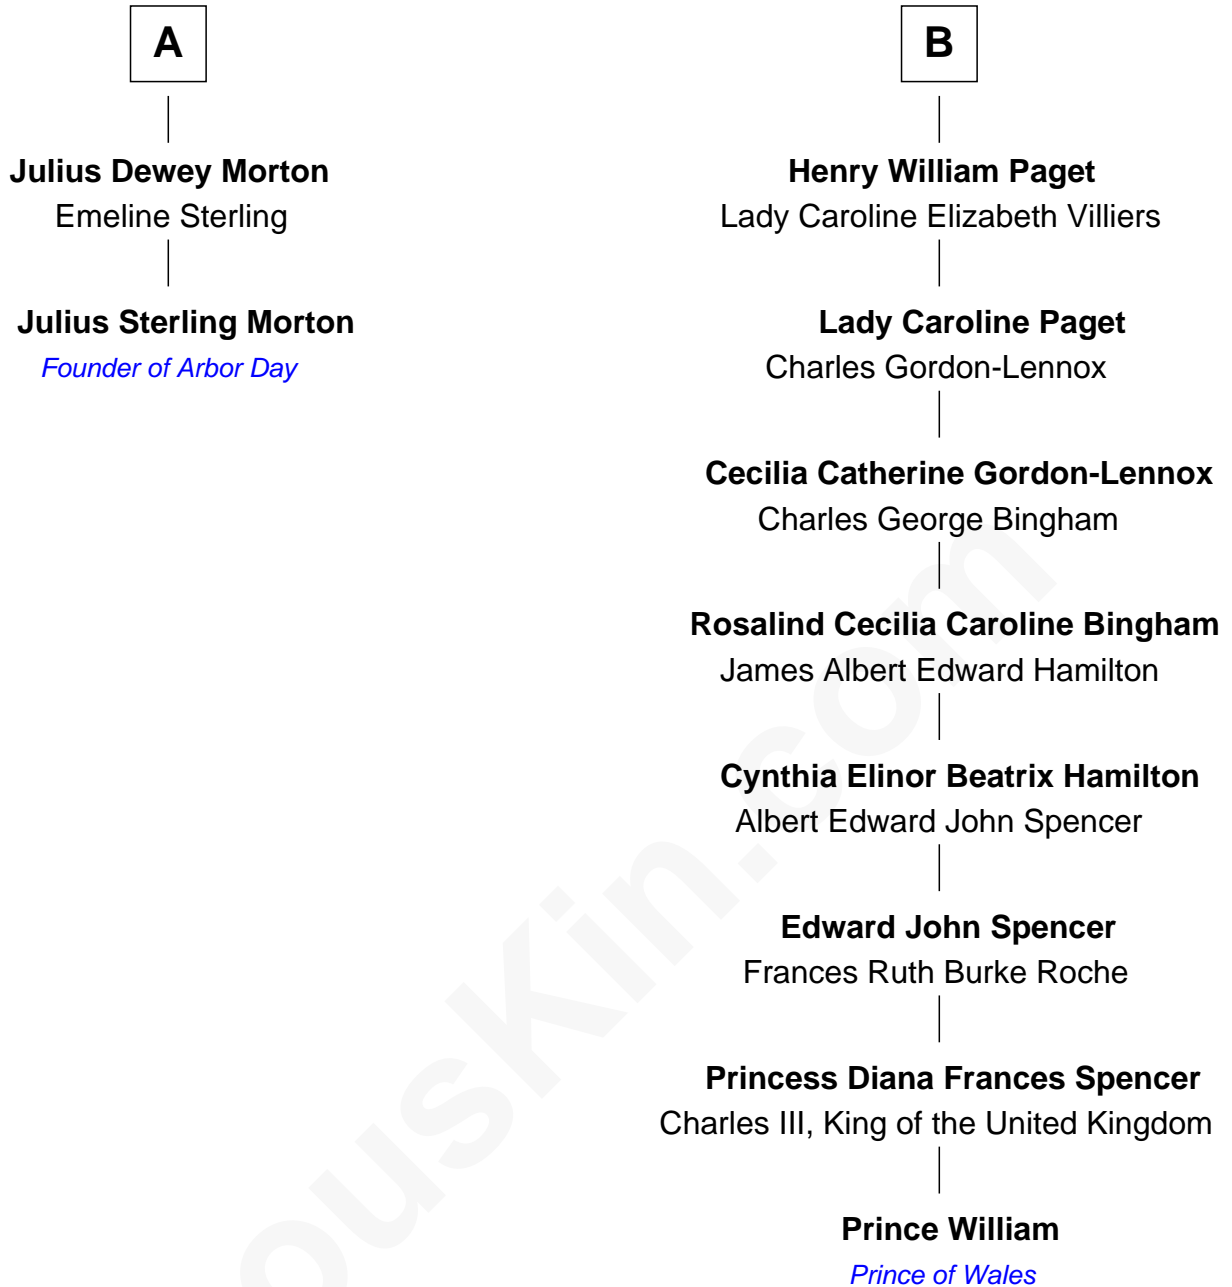 A
Julius Dewey Morton
Emeline Sterling
Julius Sterling Morton
Founder of Arbor Day
B
Henry William Paget
Lady Caroline Elizabeth Villiers
Lady Caroline Paget
Charles Gordon-Lennox
Cecilia Catherine Gordon-Lennox
Charles George Bingham
Rosalind Cecilia Caroline Bingham
James Albert Edward Hamilton
Cynthia Elinor Beatrix Hamilton
Albert Edward John Spencer
Edward John Spencer
Frances Ruth Burke Roche
Princess Diana Frances Spencer
Charles III, King of the United Kingdom
Prince William
Prince of Wales
ousKin.com